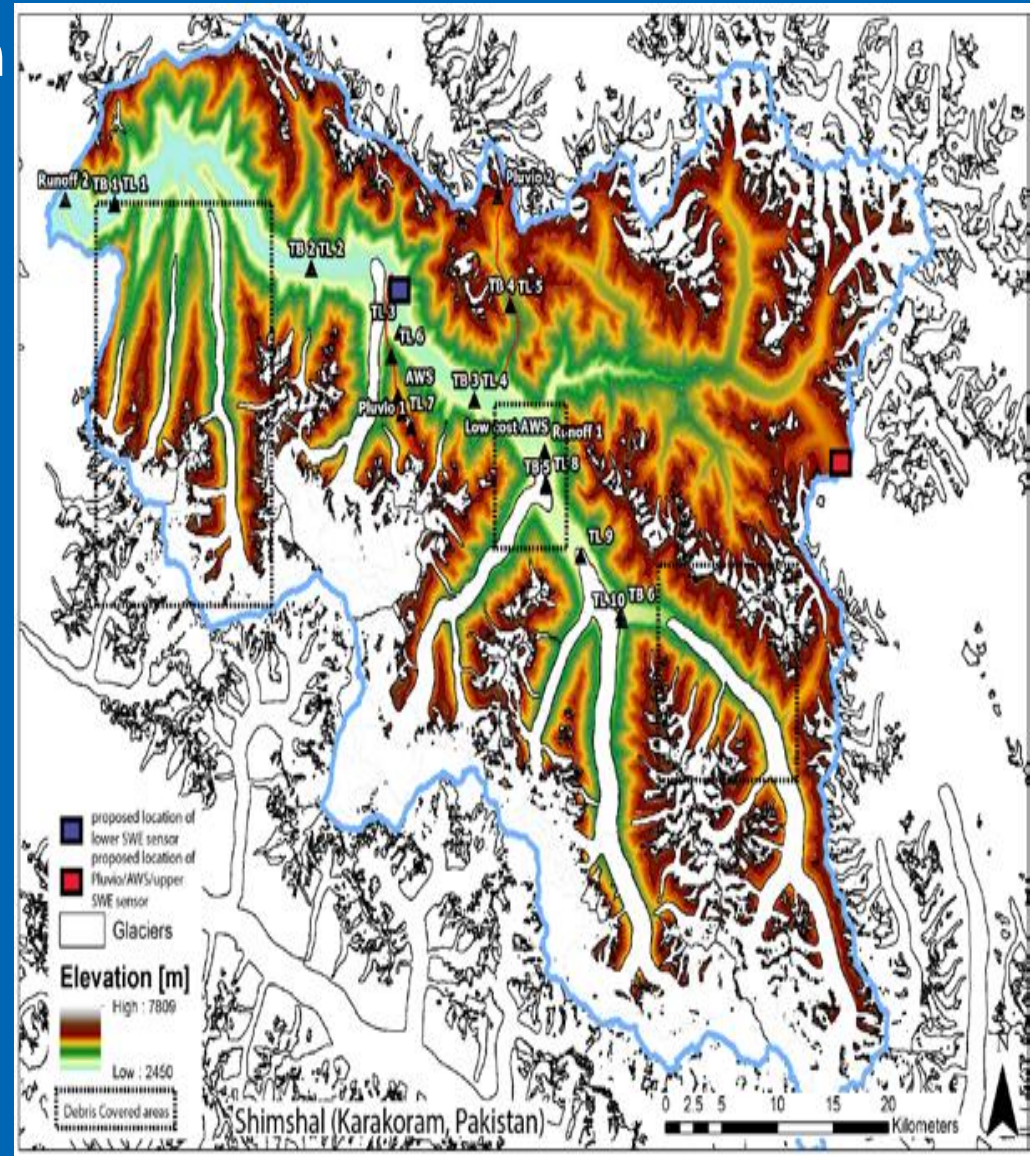 Runoff 2 TB 1 TL 1
Pluvio 2
TB 2 TL 2
TB 4 TL 5
TL 3
TL 6
AWS
TB 3 TL 4
Pluvio 1 TL 7
Low cost AWS Runoff 1
TB 5 TL 8
TL 9
TL 10 TB 6
proposed location of
lower SWE sensor
proposed location of
Pluvio/AWS/upper
SWE sensor
Glaciers
Elevation [m]
High : 7809
Low : 2450
Debris Covered areas
Shimshal (Karakoram, Pakistan)
0 2.5 5 10 15 20
Kilometers